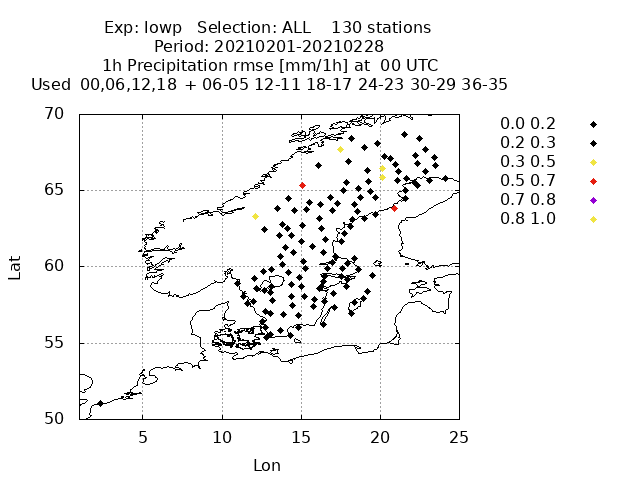 Exp: lowp   Selection: ALL    130 stations
Period: 20210201-20210228
1h Precipitation rmse [mm/1h] at  00 UTC
Used  00,06,12,18  + 06-05 12-11 18-17 24-23 30-29 36-35
70
65
60
55
50
Lat
5
10
15
20
25
Lon
0.0 0.2
0.2 0.3
0.3 0.5
0.5 0.7
0.7 0.8
0.8 1.0